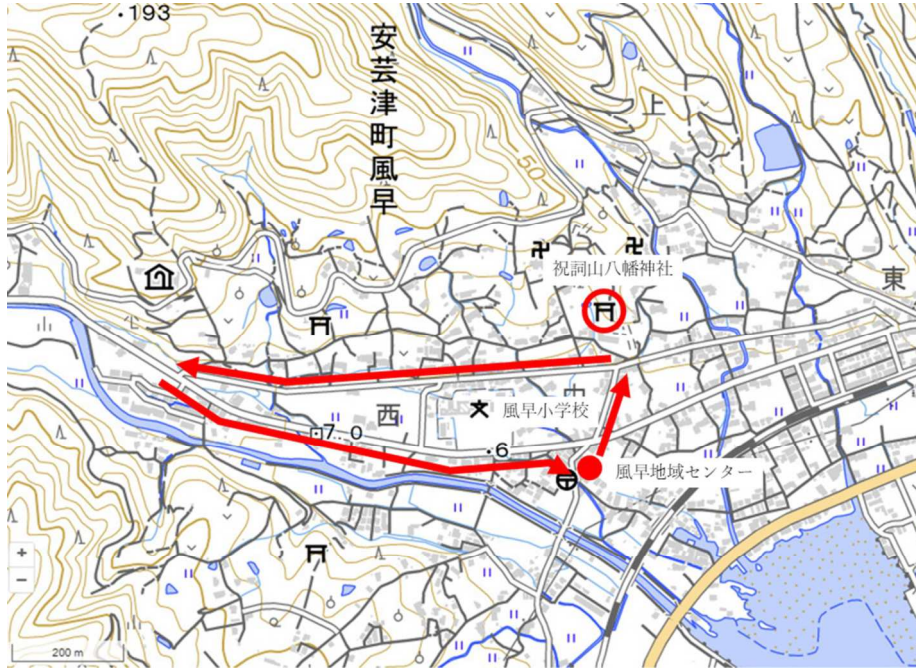 ・193
安芸津町風早
上
50
祝詞山八幡神社
東
西
中
風早小学校
7.0
・6
風早地域センター
+
−
200 m